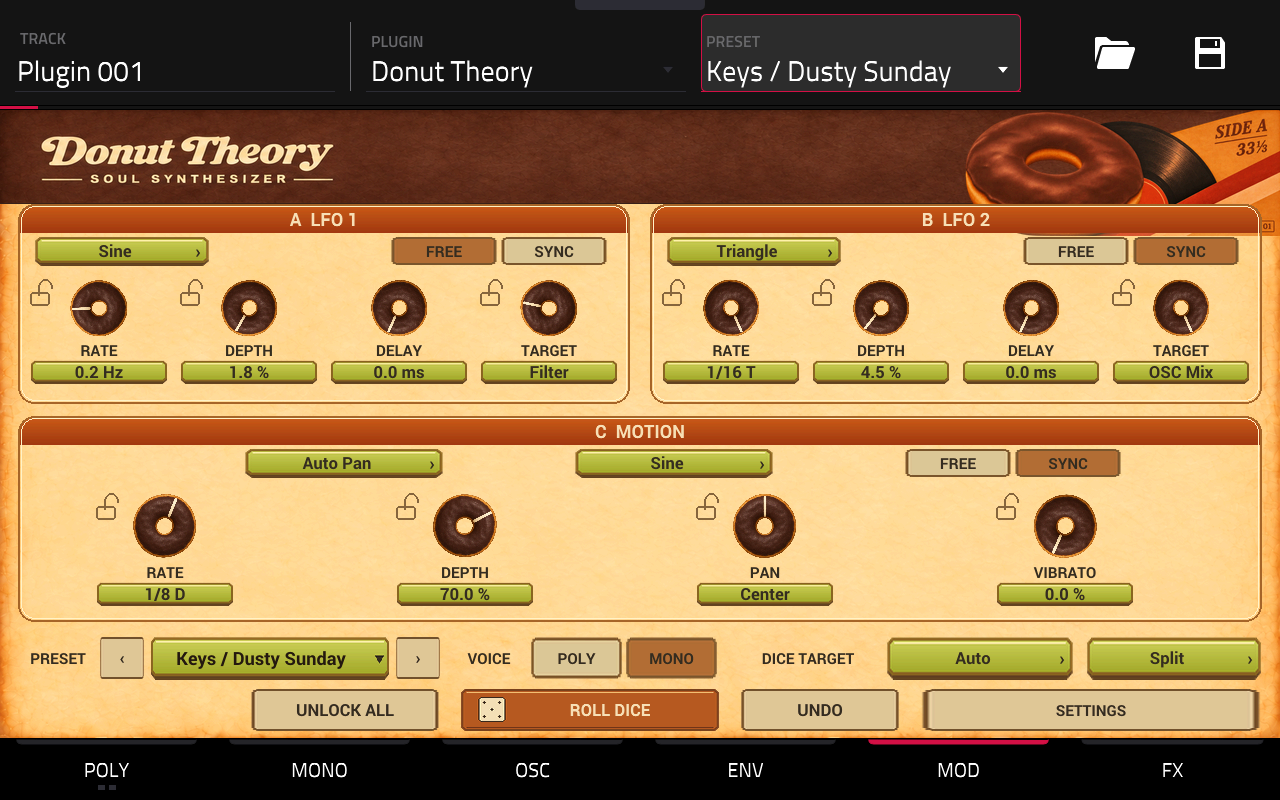 TRACK
Plugin 001
PLUGIN
Donut Theory
PRESET
Keys / Dusty Sunday
Donut Theory
SOUL SYNTHESIZER
SIDE A
33⅓
01
A LFO 1
Sine ›
FREE
SYNC
RATE
DEPTH
DELAY
TARGET
0.2 Hz
1.8 %
0.0 ms
Filter
B LFO 2
Triangle ›
FREE
SYNC
RATE
DEPTH
DELAY
TARGET
1/16 T
4.5 %
0.0 ms
OSC Mix
C MOTION
Auto Pan ›
Sine ›
FREE
SYNC
RATE
DEPTH
PAN
VIBRATO
1/8 D
70.0 %
Center
0.0 %
PRESET
‹
Keys / Dusty Sunday
›
VOICE
POLY
MONO
DICE TARGET
Auto ›
Split ›
UNLOCK ALL
ROLL DICE
UNDO
SETTINGS
POLY
MONO
OSC
ENV
MOD
FX